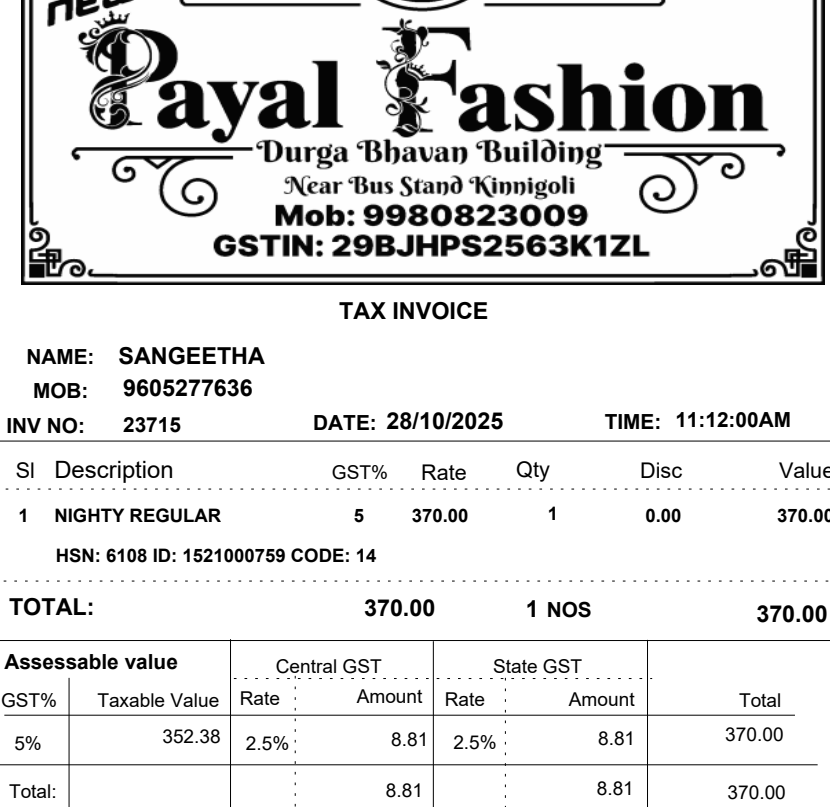 new
Payal Fashion
Durga Bhavan Building
Near Bus Stand Kinnigoli
Mob: 9980823009
GSTIN: 29BJHPS2563K1ZL
TAX INVOICE
NAME: SANGEETHA
MOB: 9605277636
INV NO: 23715 DATE: 28/10/2025 TIME: 11:12:00AM
Sl Description GST% Rate Qty Disc Value
1 NIGHTY REGULAR 5 370.00 1 0.00 370.00
HSN: 6108 ID: 1521000759 CODE: 14
TOTAL: 370.00 1 NOS 370.00
Assessable value Central GST State GST
GST% Taxable Value Rate Amount Rate Amount Total
5% 352.38 2.5% 8.81 2.5% 8.81 370.00
Total: 8.81 8.81 370.00